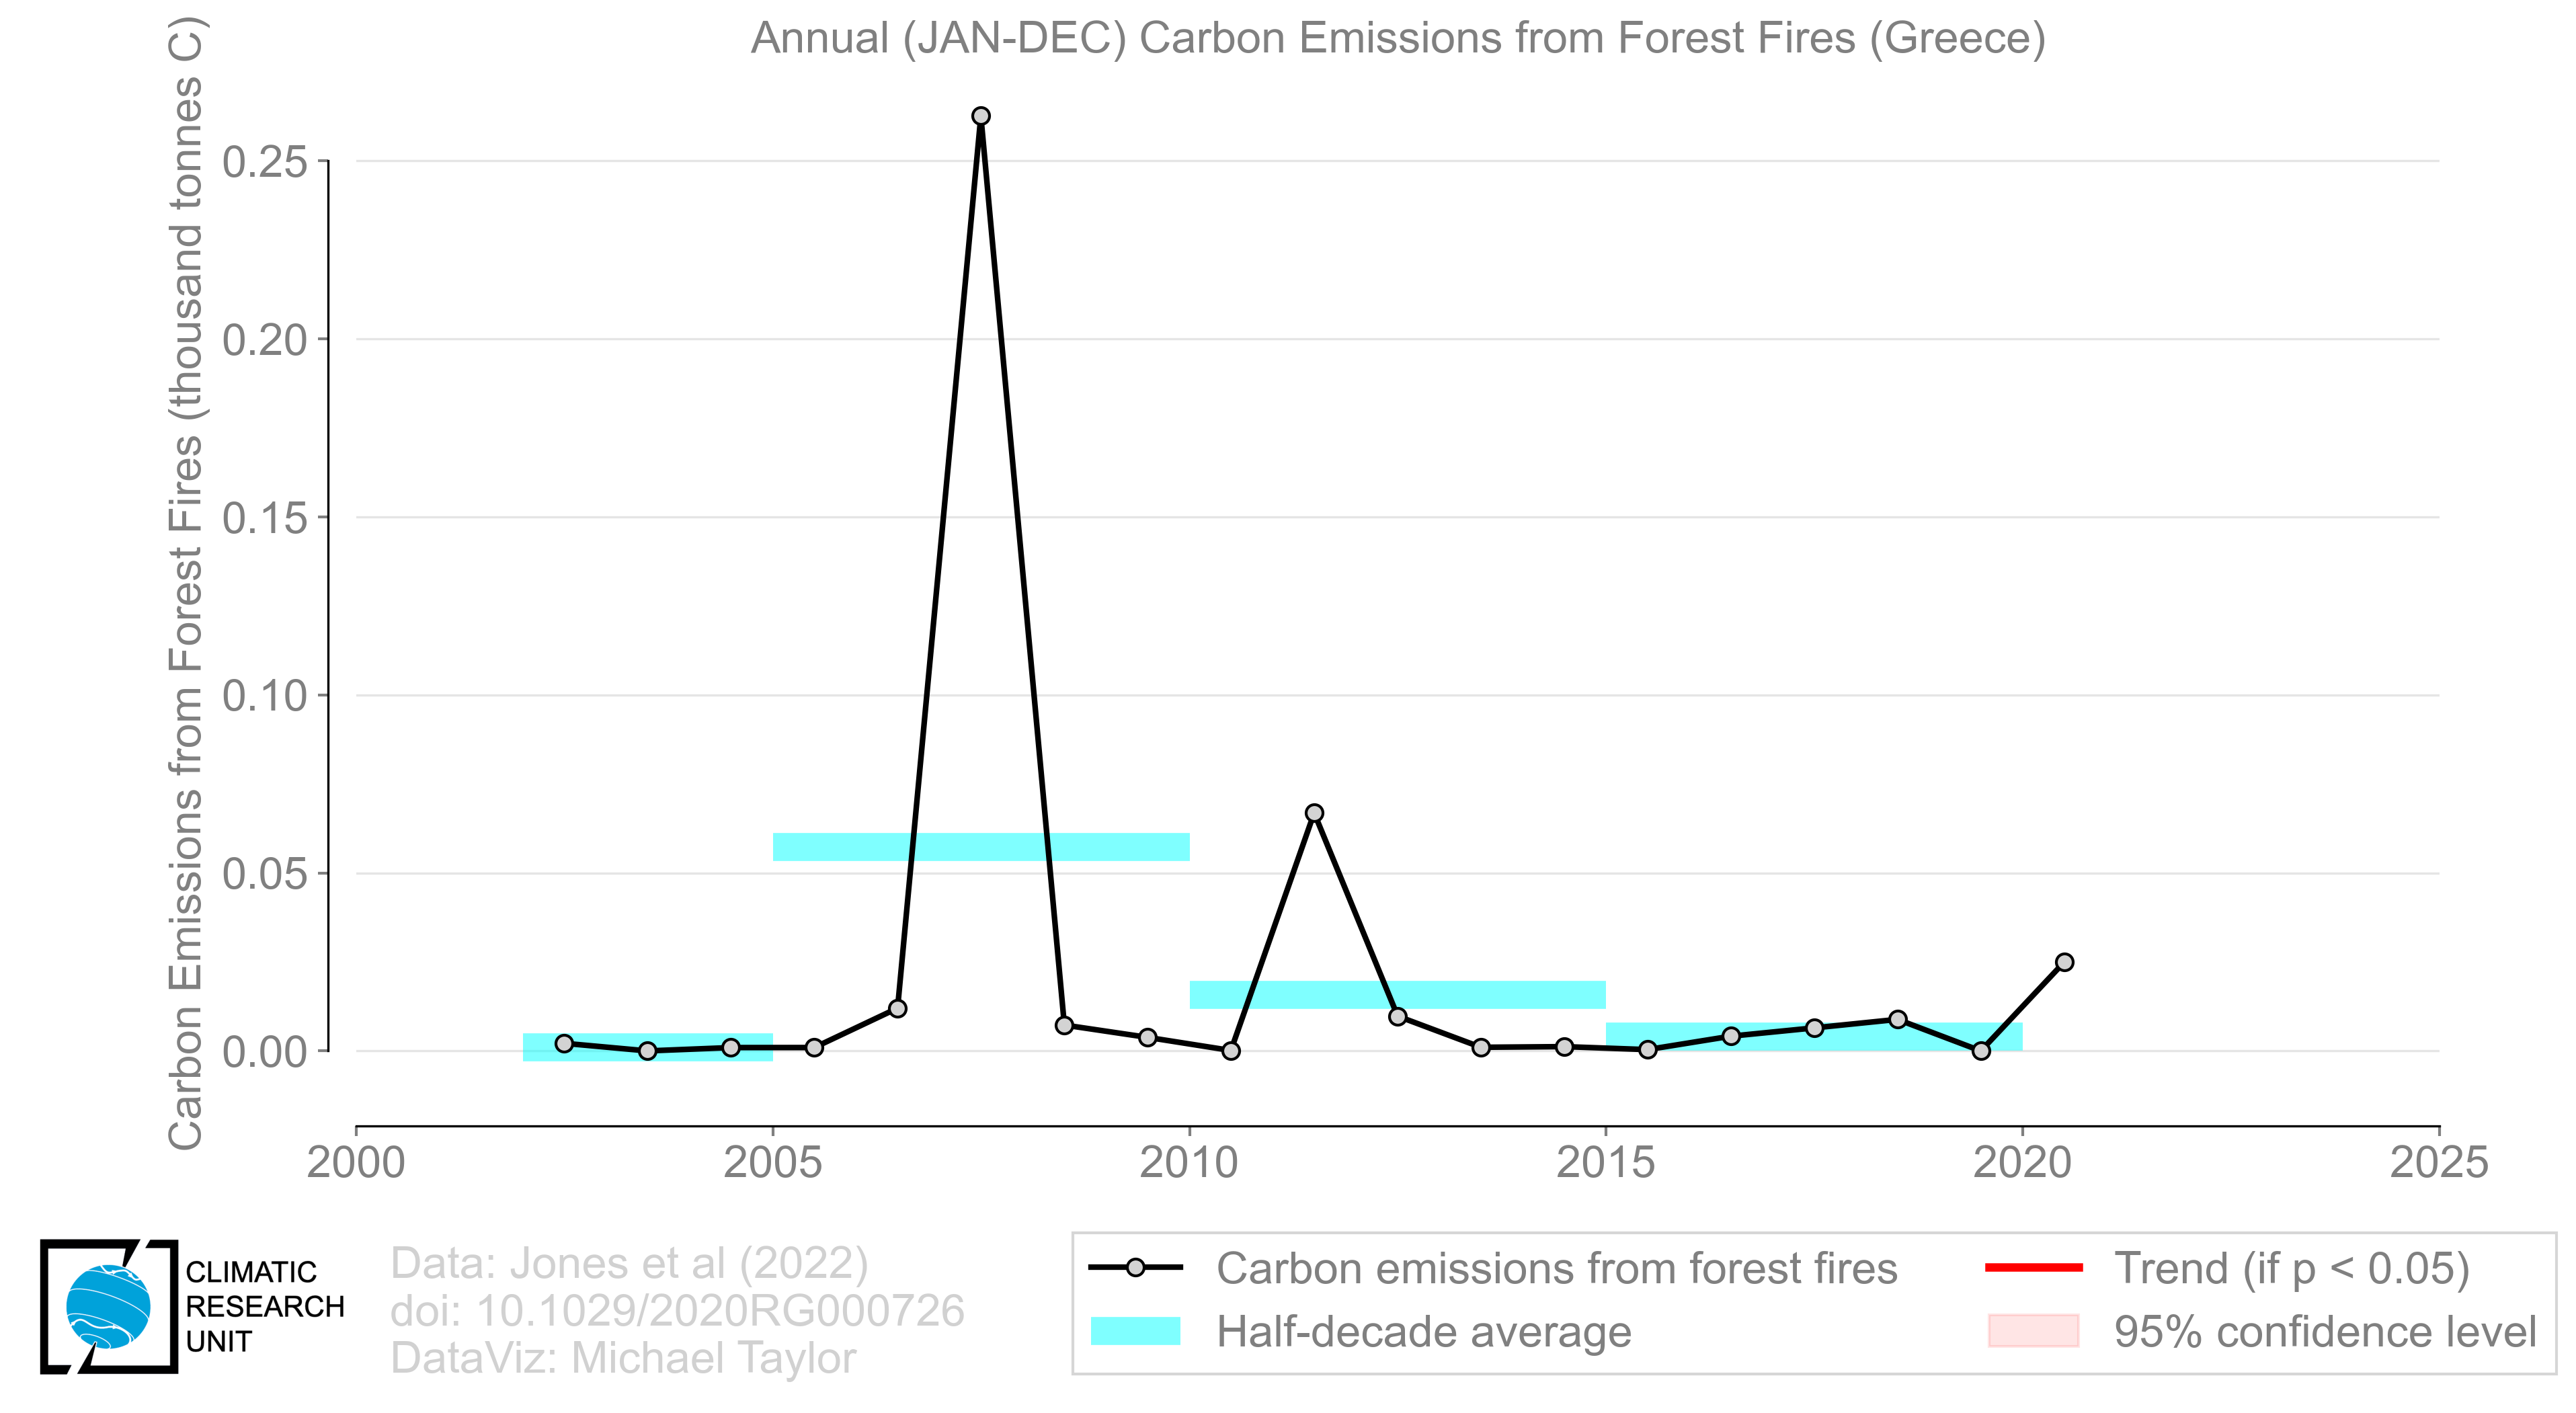 Annual (JAN-DEC) Carbon Emissions from Forest Fires (Greece)
Carbon Emissions from Forest Fires (thousand tonnes C)
0.25
0.20
0.15
0.10
0.05
0.00
2000 2005 2010 2015 2020 2025
CLIMATIC
RESEARCH
UNIT
Data: Jones et al (2022)
doi: 10.1029/2020RG000726
DataViz: Michael Taylor
Carbon emissions from forest fires
Half-decade average
Trend (if p < 0.05)
95% confidence level